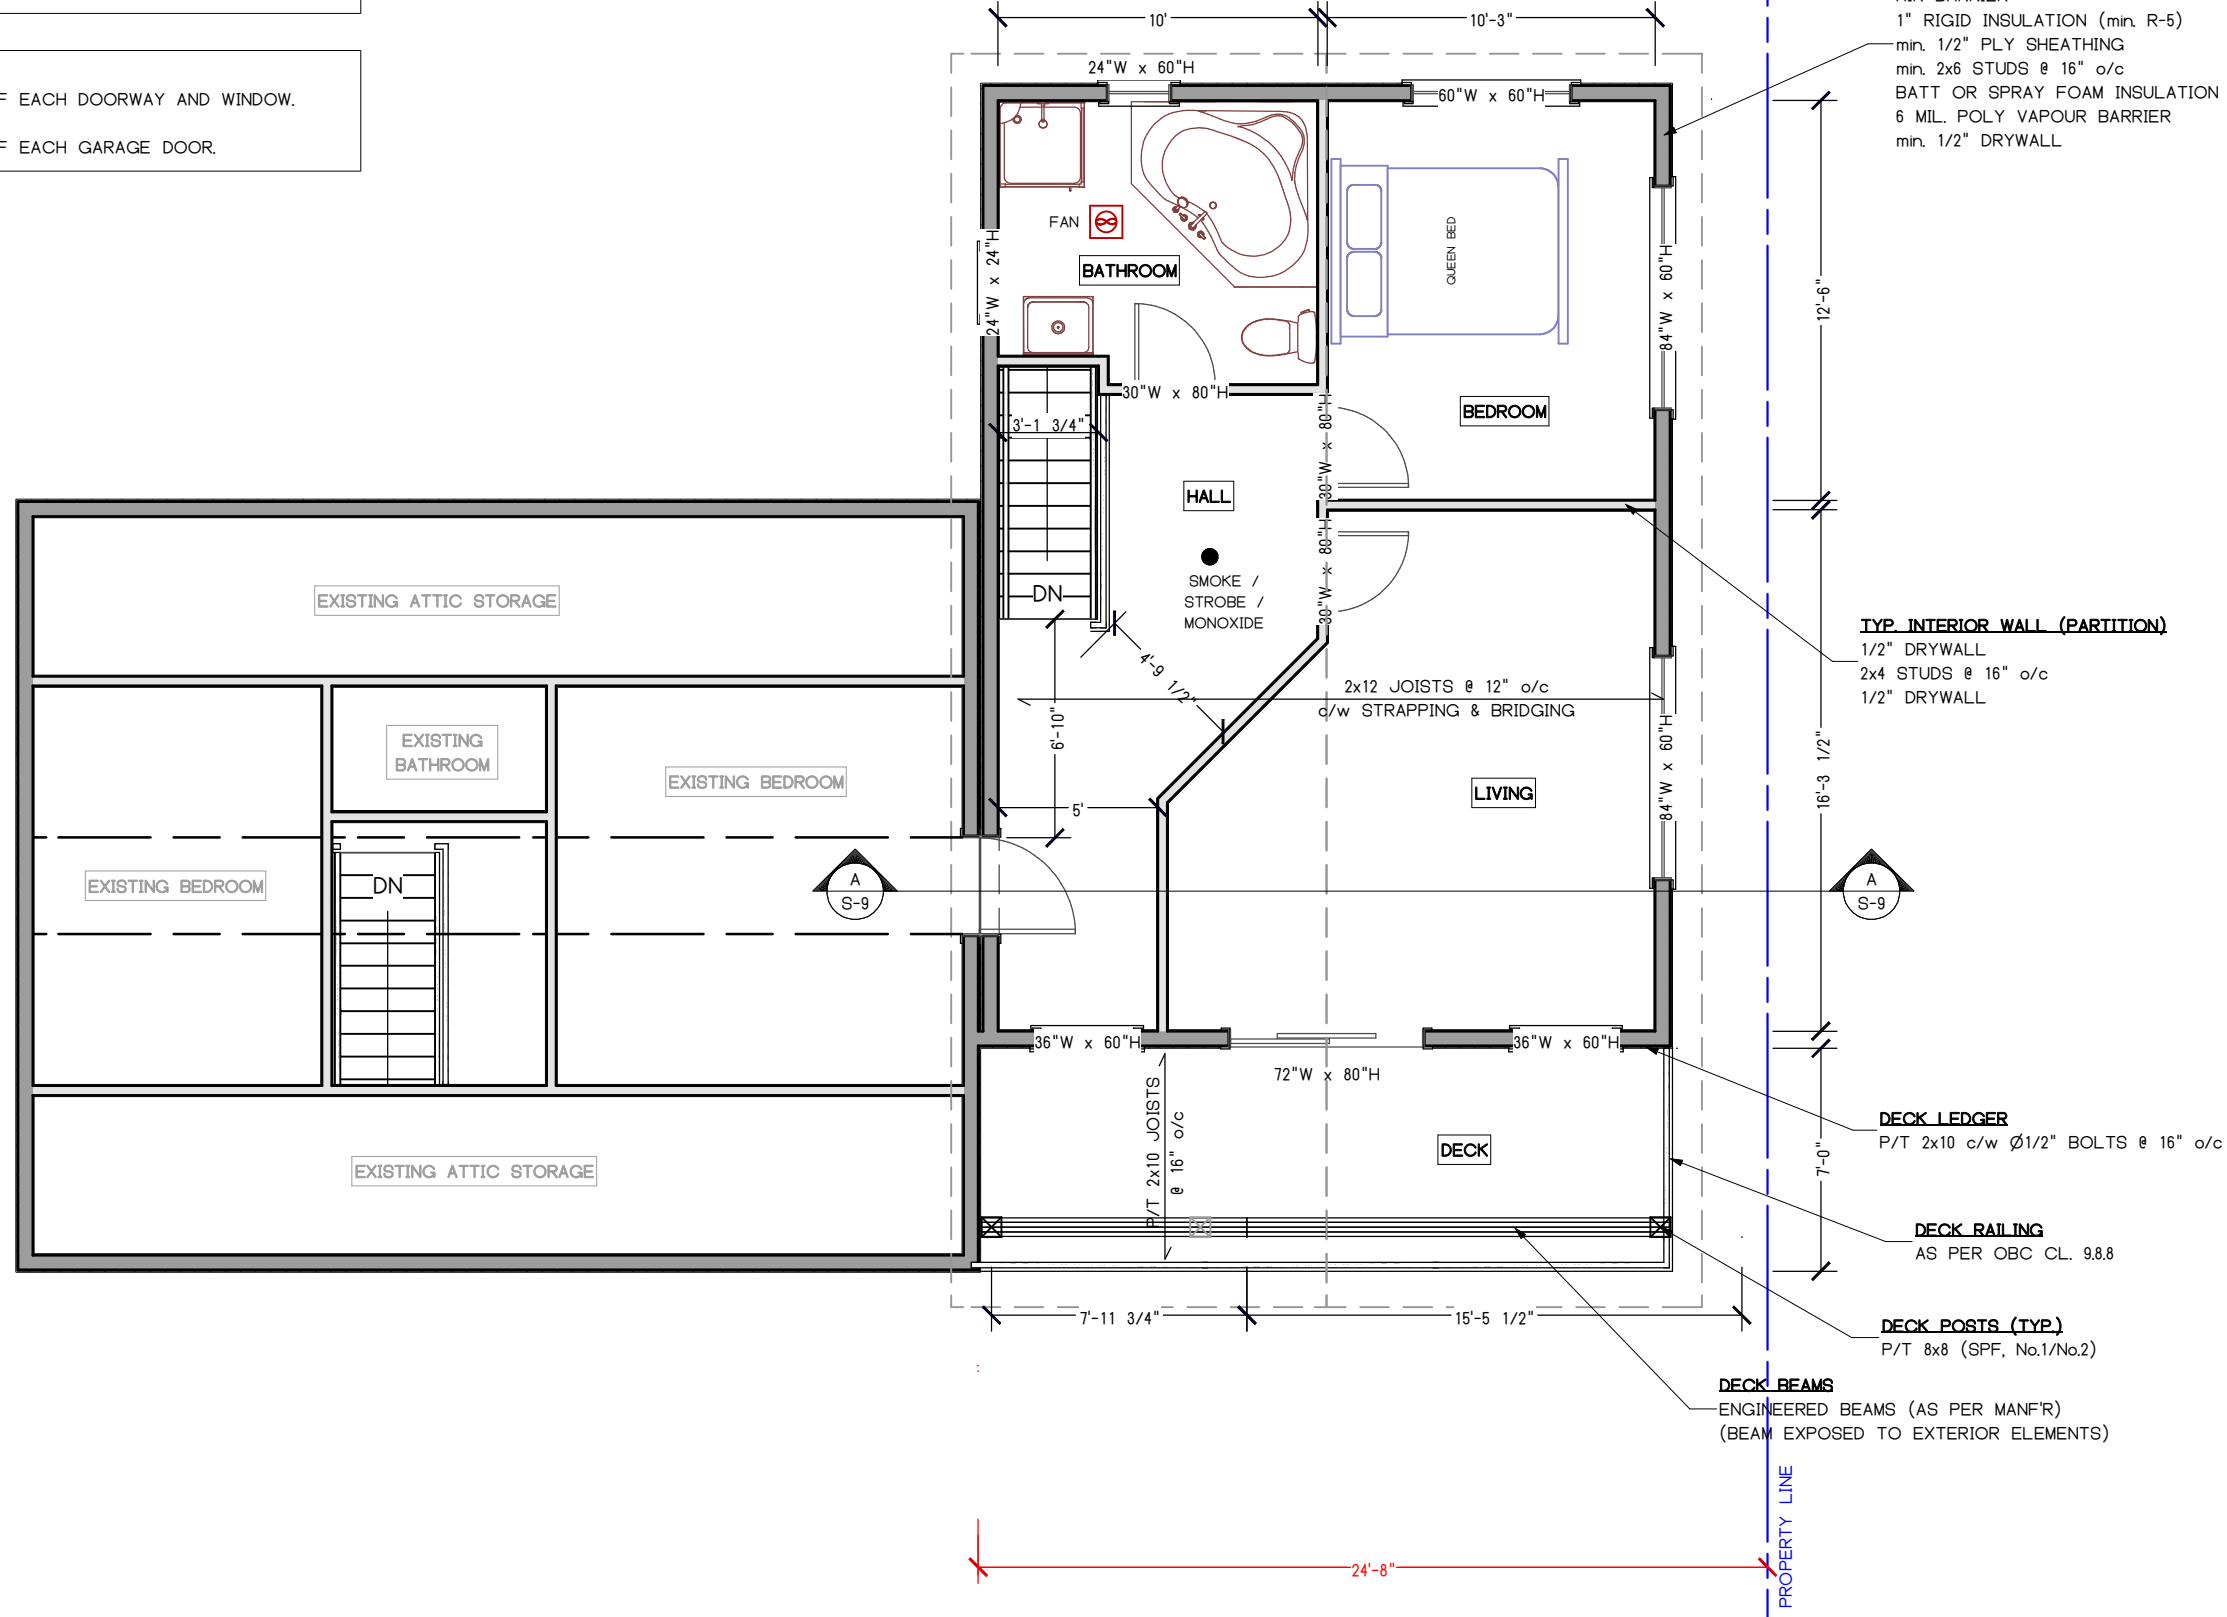 F EACH DOORWAY AND WINDOW.
F EACH GARAGE DOOR.
10'
10'-3"
1" RIGID INSULATION (min. R-5)
min. 1/2" PLY SHEATHING
min. 2x6 STUDS @ 16" o/c
BATT OR SPRAY FOAM INSULATION
6 MIL. POLY VAPOUR BARRIER
min. 1/2" DRYWALL
24"W x 60"H
60"W x 60"H
FAN
BATHROOM
24"W x 24"H
QUEEN BED
84"W x 60"H
12'-6"
30"W x 80"H
30"W x 80"H
BEDROOM
3'-1 3/4"
HALL
30"W x 80"H
SMOKE /
STROBE /
MONOXIDE
DN
EXISTING ATTIC STORAGE
TYP. INTERIOR WALL (PARTITION)
1/2" DRYWALL
2x4 STUDS @ 16" o/c
1/2" DRYWALL
4'-9 1/2"
6'-10"
2x12 JOISTS @ 12" o/c
c/w STRAPPING & BRIDGING
EXISTING
BATHROOM
EXISTING BEDROOM
LIVING
84"W x 60"H
16'-3 1/2"
5'
EXISTING BEDROOM
DN
A
S-9
A
S-9
36"W x 60"H
36"W x 60"H
72"W x 80"H
P/T 2x10 JOISTS
@ 16" o/c
DECK
7'-0"
DECK LEDGER
P/T 2x10 c/w Ø1/2" BOLTS @ 16" o/c
EXISTING ATTIC STORAGE
DECK RAILING
AS PER OBC CL. 9.8.8
7'-11 3/4"
15'-5 1/2"
DECK POSTS (TYP.)
P/T 8x8 (SPF, No.1/No.2)
DECK BEAMS
ENGINEERED BEAMS (AS PER MANF'R)
(BEAM EXPOSED TO EXTERIOR ELEMENTS)
PROPERTY LINE
24'-8"